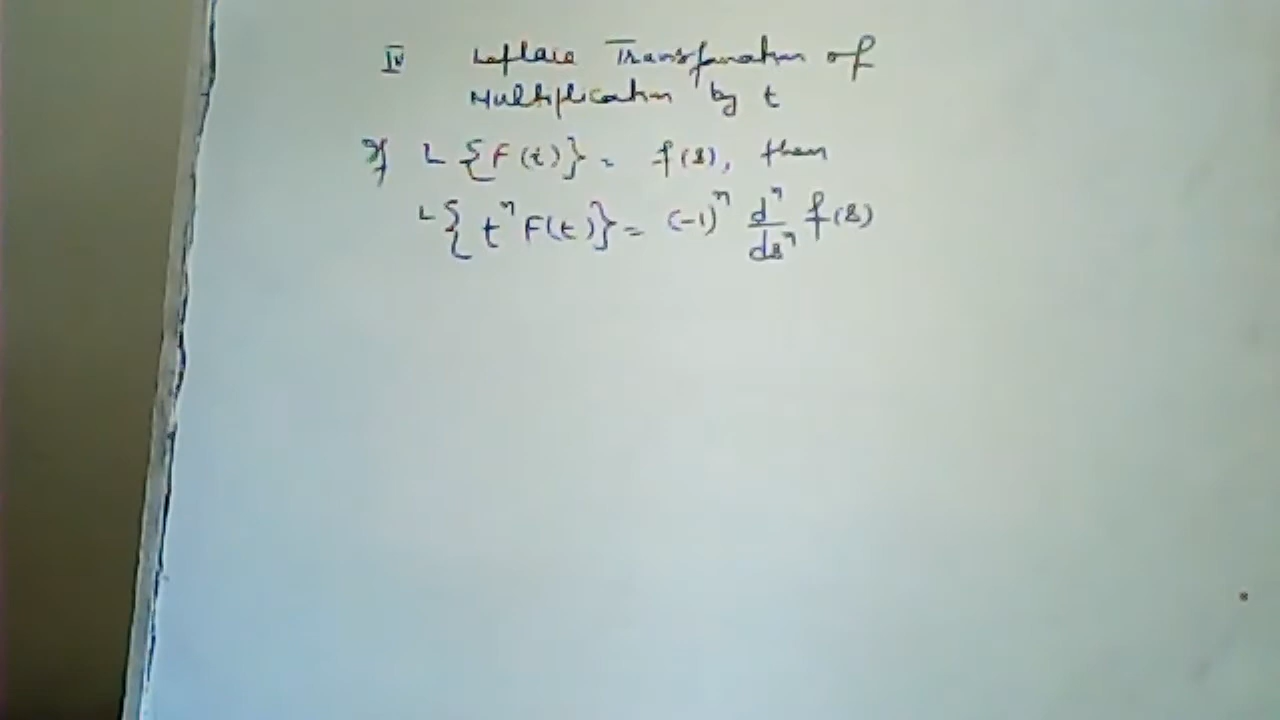 IV Laplace Transformation of
Multiplication by t
If L {F(t)} = f(s), then
L{ t^n F(t)} = (-1)^n d^n/ds^n f(s)